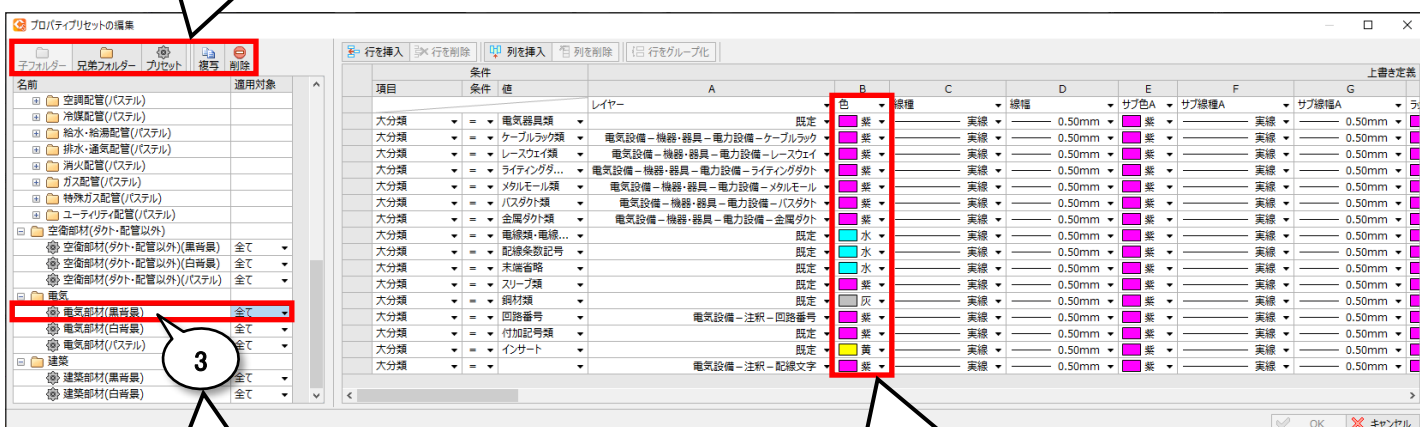 プロパティプリセットの編集
子フォルダー 兄弟フォルダー プリセット 複写 削除
行を挿入 行を削除 列を挿入 列を削除 行をグループ化
名前 適用対象
空調配管(パステル)
冷媒配管(パステル)
給水・給湯配管(パステル)
排水・通気配管(パステル)
消火配管(パステル)
ガス配管(パステル)
特殊ガス配管(パステル)
ユーティリティ配管(パステル)
空衛部材(ダクト・配管以外)
空衛部材(ダクト・配管以外)(黒背景) 全て
空衛部材(ダクト・配管以外)(白背景) 全て
空衛部材(ダクト・配管以外)(パステル) 全て
電気
電気部材(黒背景) 全て
電気部材(白背景) 全て
電気部材(パステル) 全て
建築
建築部材(黒背景) 全て
建築部材(白背景) 全て
3
条件 上書き定義
項目 条件 値 A B C D E F G
レイヤー 色 線種 線幅 サブ色A サブ線種A サブ線幅A
大分類 = 電気器具類 既定 紫 実線 0.50mm 紫 実線 0.50mm
大分類 = ケーブルラック類 電気設備-機器・器具-電力設備-ケーブルラック 紫 実線 0.50mm 紫 実線 0.50mm
大分類 = レースウェイ類 電気設備-機器・器具-電力設備-レースウェイ 紫 実線 0.50mm 紫 実線 0.50mm
大分類 = ライティングダ... 電気設備-機器・器具-電力設備-ライティングダクト 紫 実線 0.50mm 紫 実線 0.50mm
大分類 = メタルモール類 電気設備-機器・器具-電力設備-メタルモール 紫 実線 0.50mm 紫 実線 0.50mm
大分類 = バスダクト類 電気設備-機器・器具-電力設備-バスダクト 紫 実線 0.50mm 紫 実線 0.50mm
大分類 = 金属ダクト類 電気設備-機器・器具-電力設備-金属ダクト 紫 実線 0.50mm 紫 実線 0.50mm
大分類 = 電線類・電線... 既定 水 実線 0.50mm 紫 実線 0.50mm
大分類 = 配線条数記号 既定 水 実線 0.50mm 紫 実線 0.50mm
大分類 = 末端省略 既定 水 実線 0.50mm 紫 実線 0.50mm
大分類 = スリーブ類 既定 紫 実線 0.50mm 紫 実線 0.50mm
大分類 = 鋼材類 既定 灰 実線 0.50mm 紫 実線 0.50mm
大分類 = 回路番号 電気設備-注釈-回路番号 紫 実線 0.50mm 紫 実線 0.50mm
大分類 = 付加記号類 既定 紫 実線 0.50mm 紫 実線 0.50mm
大分類 = インサート 既定 黄 実線 0.50mm 紫 実線 0.50mm
大分類 = 電気設備-注釈-配線文字 紫 実線 0.50mm 紫 実線 0.50mm
OK キャンセル